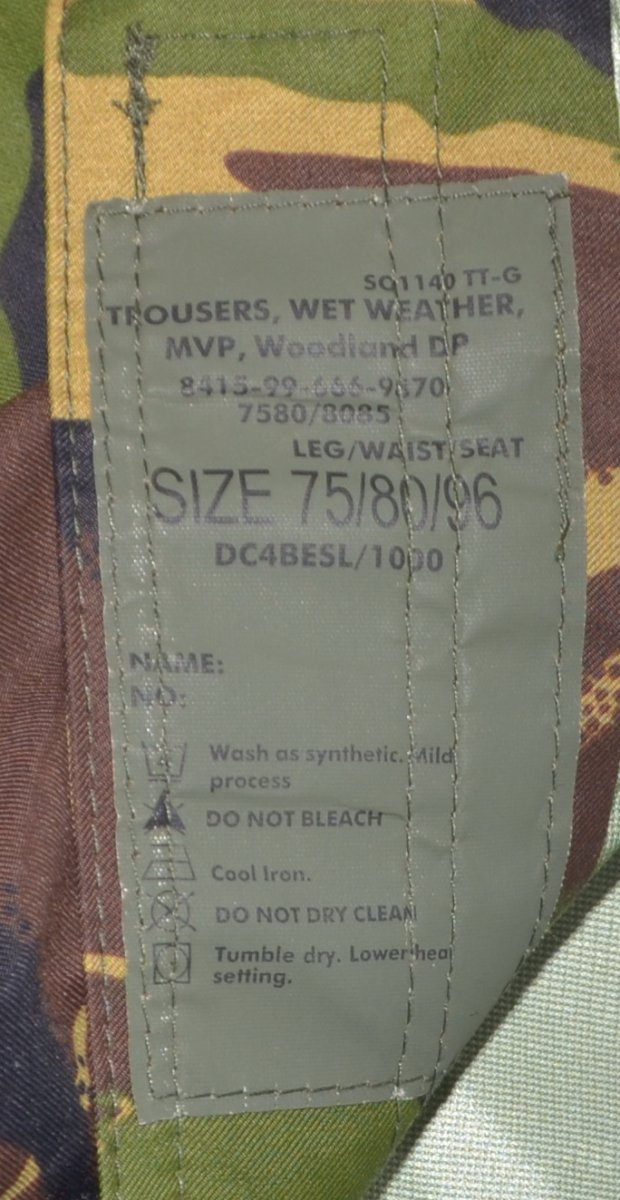 SO1140 TT-G
TROUSERS, WET WEATHER,
MVP, Woodland DP
8415-99-666-9870
7580/8085
LEG/WAIST/SEAT
SIZE 75/80/96
DC4BESL/1000
NAME:
NO:
Wash as synthetic. Mild
process
DO NOT BLEACH
Cool Iron.
DO NOT DRY CLEAN
Tumble dry. Lower heat
setting.